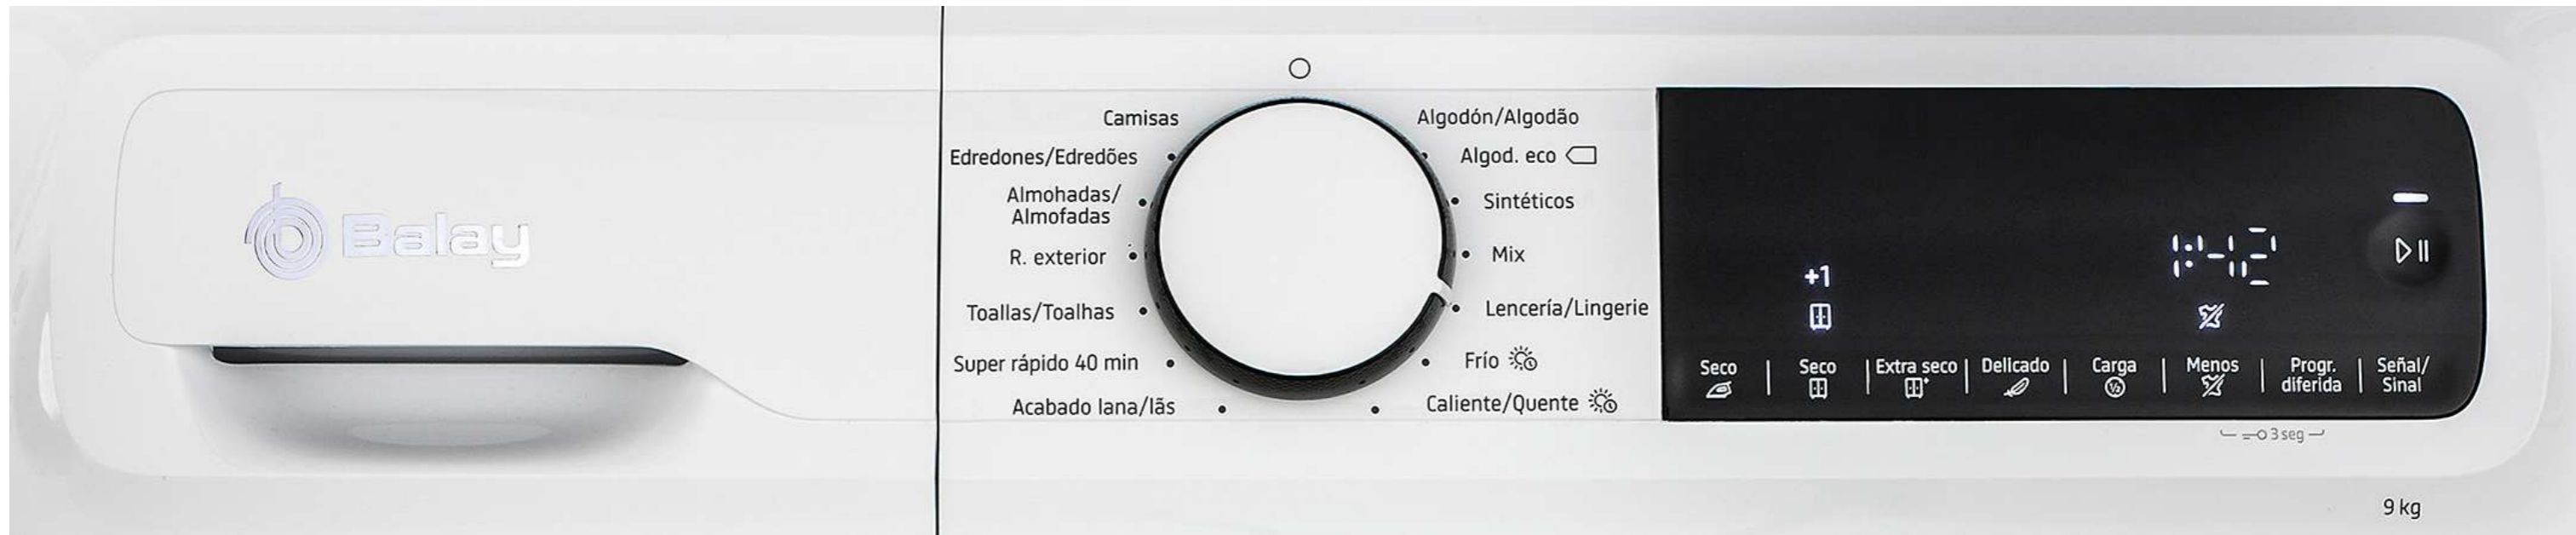 Balay
Camisas
Edredones/Edredões
Almohadas/
Almofadas
R. exterior
Toallas/Toalhas
Super rápido 40 min
Acabado lana/lãs
Algodón/Algodão
Algod. eco
Sintéticos
Mix
Lencería/Lingerie
Frío
Caliente/Quente
+1
1:42
Seco
Seco
Extra seco
Delicado
Carga
½
Menos
Progr.
diferida
Señal/
Sinal
3 seg
9 kg